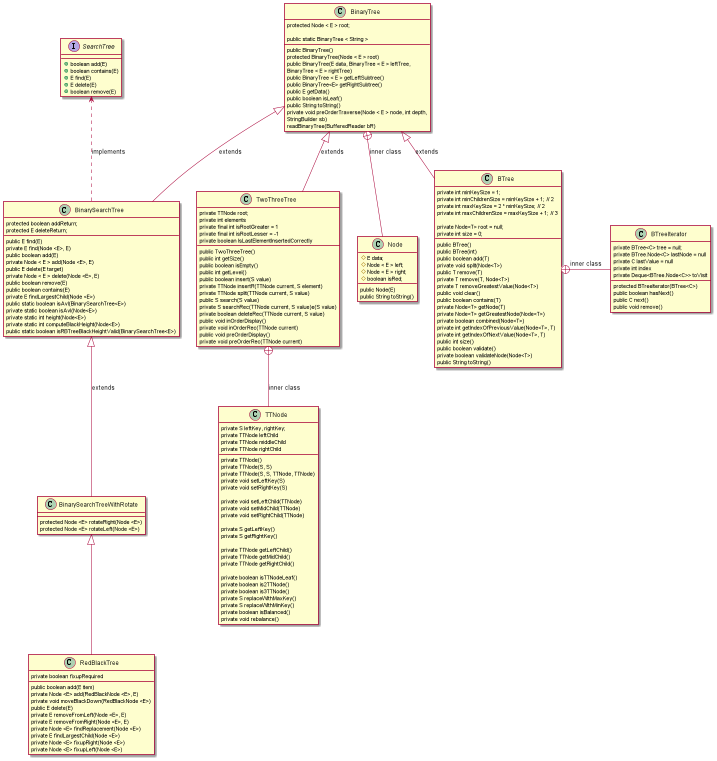 C BinaryTree
protected Node < E > root;
public static BinaryTree < String >
public BinaryTree()
protected BinaryTree(Node < E > root)
public BinaryTree(E data, BinaryTree < E > leftTree,
BinaryTree < E > rightTree)
public BinaryTree < E > getLeftSubtree()
public BinaryTree<E> getRightSubtree()
public E getData()
public boolean isLeaf()
public String toString()
private void preOrderTraverse(Node < E > node, int depth,
StringBuilder sb)
readBinaryTree(BufferedReader bR)
I SearchTree
boolean add(E)
boolean contains(E)
E find(E)
E delete(E)
boolean remove(E)
implements
extends
extends
inner class
extends
C BinarySearchTree
protected boolean addReturn;
protected E deleteReturn;
public E find(E)
private E find(Node <E>, E)
public boolean add(E)
private Node < E > add(Node <E>, E)
public E delete(E target)
private Node < E > delete(Node <E>, E)
public boolean remove(E)
public boolean contains(E)
private E findLargestChild(Node <E>)
public static boolean isAvl(BinarySearchTree<E>)
private static boolean isAvl(Node<E>)
private static int height(Node<E>)
private static int computeBlackHeight(Node<E>)
public static boolean isRBTreeBlackHeightValid(BinarySearchTree<E>)
C TwoThreeTree
private TTNode root;
private int elements
private final int isRootGreater = 1
private final int isRootLesser = -1
private boolean isLastElementInsertedCorrectly
public TwoThreeTree()
public int getSize()
public boolean isEmpty()
public int getLevel()
public boolean insert(S value)
private TTNode insertR(TTNode current, S element)
private TTNode split(TTNode current, S value)
public S search(S value)
private S searchRec(TTNode current, S value)e(S value)
private boolean deleteRec(TTNode current, S value)
public void inOrderDisplay()
private void inOrderRec(TTNode current)
public void preOrderDisplay()
private void preOrderRec(TTNode current)
C Node
E data;
Node < E > left;
Node < E > right;
boolean isRed;
public Node(E)
public String toString()
C BTree
private int minKeySize = 1;
private int minChildrenSize = minKeySize + 1; // 2
private int maxKeySize = 2 * minKeySize; // 2
private int maxChildrenSize = maxKeySize + 1; // 3
private Node<T> root = null;
private int size = 0;
public BTree()
public BTree(int)
public boolean add(T)
private void split(Node<T>)
public T remove(T)
private T remove(T, Node<T>)
private T removeGreatestValue(Node<T>)
public void clear()
public boolean contains(T)
private Node<T> getNode(T)
private Node<T> getGreatestNode(Node<T>)
private boolean combined(Node<T>)
private int getIndexOfPreviousValue(Node<T>, T)
private int getIndexOfNextValue(Node<T>, T)
public int size()
public boolean validate()
private boolean validateNode(Node<T>)
public String toString()
inner class
C BTreeIterator
private BTree<C> tree = null;
private BTree.Node<C> lastNode = null
private C lastValue = null
private int index
private Deque<BTree.Node<C>> toVisit
protected BTreeIterator(BTree<C>)
public boolean hasNext()
public C next()
public void remove()
extends
inner class
C TTNode
private S leftKey, rightKey;
private TTNode leftChild
private TTNode middleChild
private TTNode rightChild
private TTNode()
private TTNode(S, S)
private TTNode(S, S, TTNode, TTNode)
private void setLeftKey(S)
private void setRightKey(S)
private void setLeftChild(TTNode)
private void setMidChild(TTNode)
private void setRightChild(TTNode)
private S getLeftKey()
private S getRightKey()
private TTNode getLeftChild()
private TTNode getMidChild()
private TTNode getRightChild()
private boolean isTTNodeLeaf()
private boolean is2TTNode()
private boolean is3TTNode()
private S replaceWithMaxKey()
private S replaceWithMinKey()
private boolean isBalanced()
private void rebalance()
C BinarySearchTreeWithRotate
protected Node <E> rotateRight(Node <E>)
protected Node <E> rotateLeft(Node <E>)
C RedBlackTree
private boolean fixupRequired
public boolean add(E item)
private Node <E> add(RedBlackNode <E>, E)
private void moveBlackDown(RedBlackNode <E>)
public E delete(E)
private E removeFromLeft(Node <E>, E)
private E removeFromRight(Node <E>, E)
private Node <E> findReplacement(Node <E>)
private E findLargestChild(Node <E>)
private Node <E> fixupRight(Node <E>)
private Node <E> fixupLeft(Node <E>)